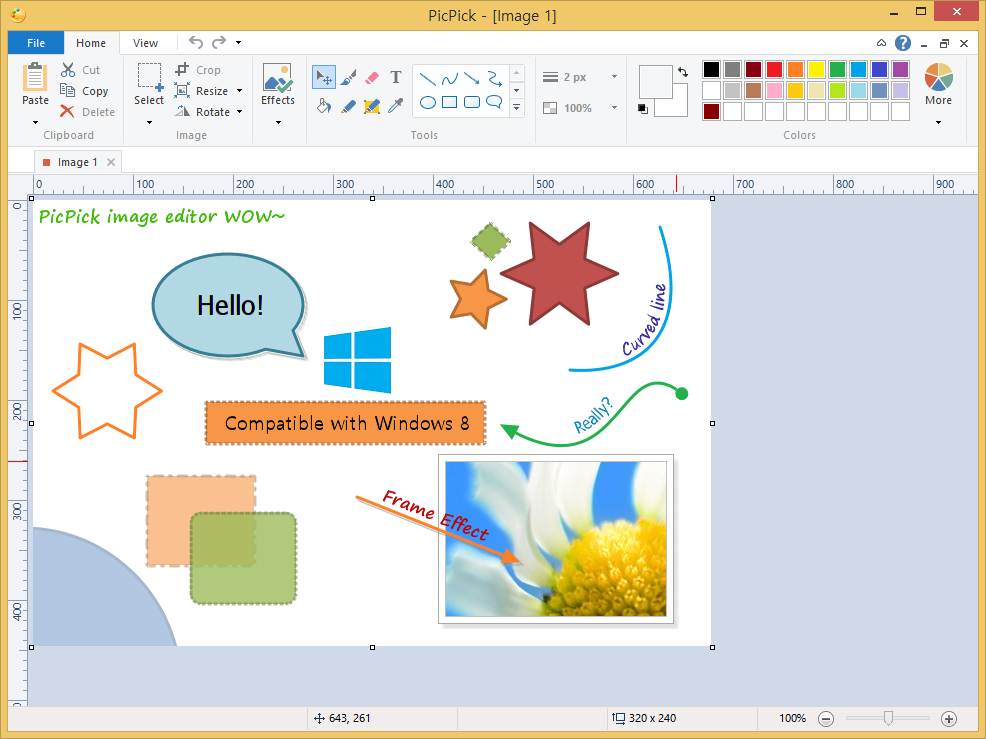 PicPick - [Image 1]
File
Home
View
Paste
Cut
Copy
Delete
Clipboard
Select
Crop
Resize
Rotate
Image
Effects
T
Tools
2 px
100%
Colors
More
Image 1
0 100 200 300 400 500 600 700 800 900
0
100
200
300
400
PicPick image editor WOW~
Hello!
Curved line
Really?
Compatible with Windows 8
Frame Effect
643, 261
320 x 240
100%